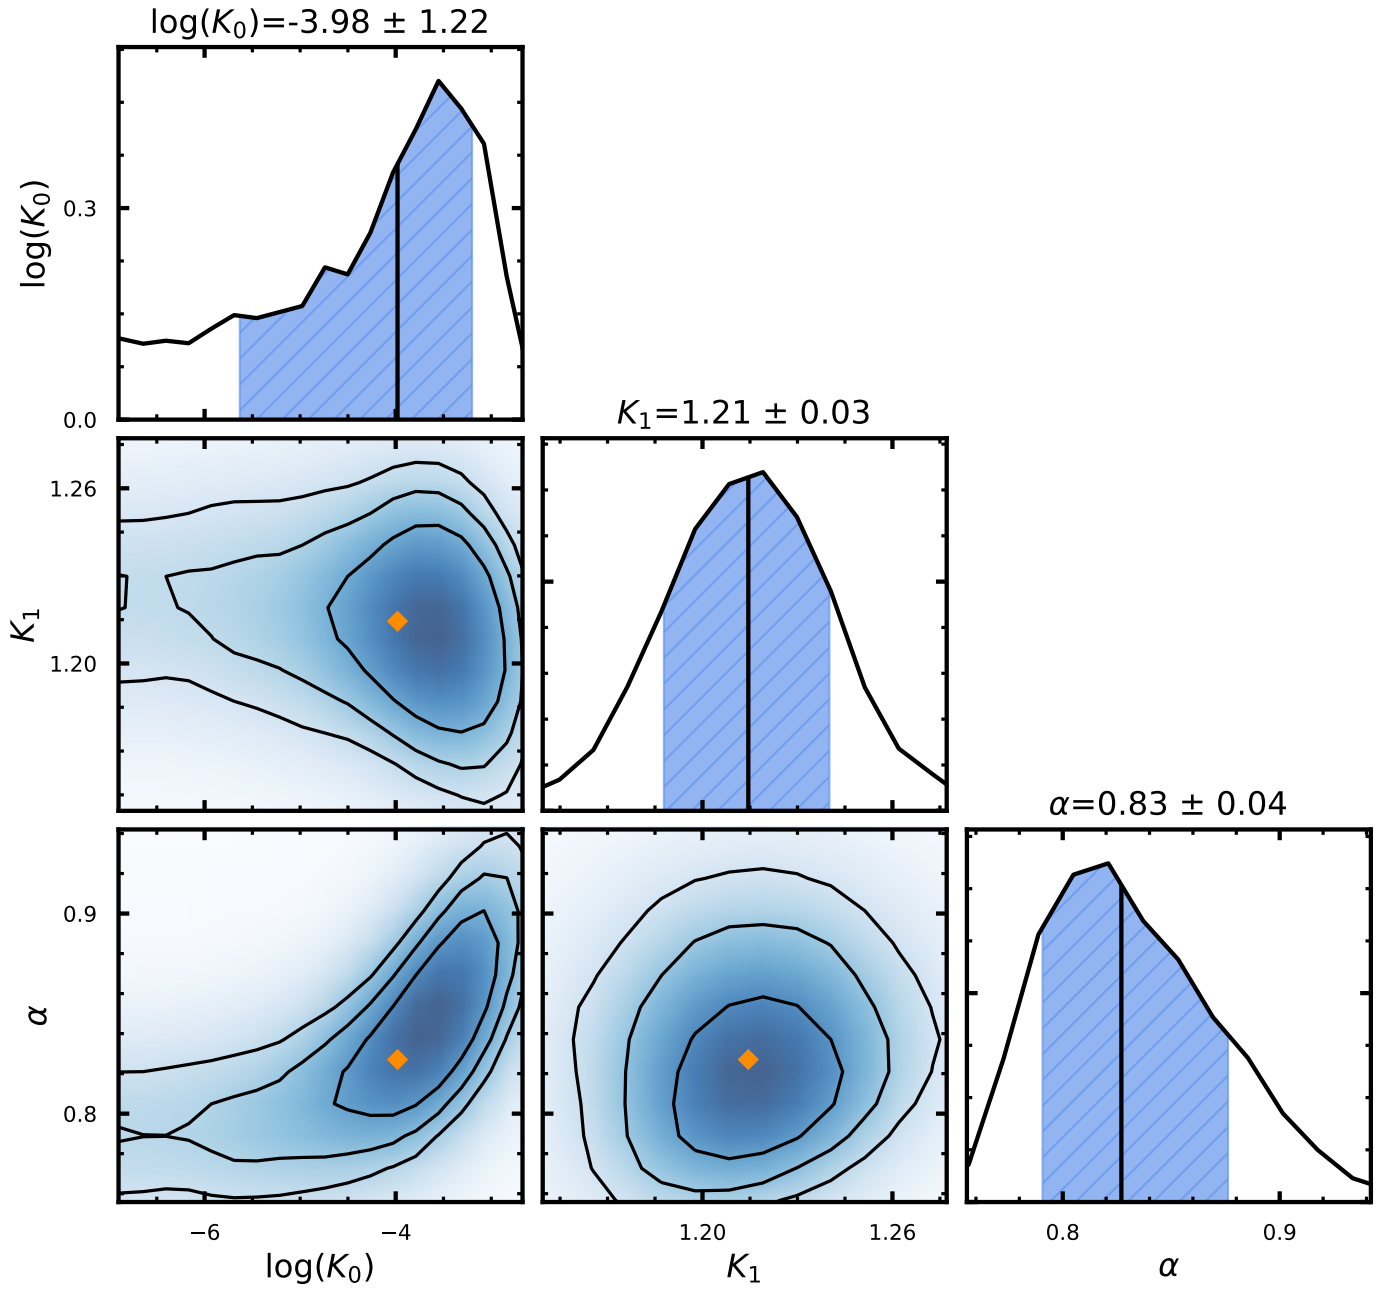 log(K₀)=-3.98 ± 1.22
log(K₀)
0.3
0.0
K₁=1.21 ± 0.03
1.26
K₁
1.20
α=0.83 ± 0.04
0.9
α
0.8
−6 −4 1.20 1.26 0.8 0.9
log(K₀) K₁ α